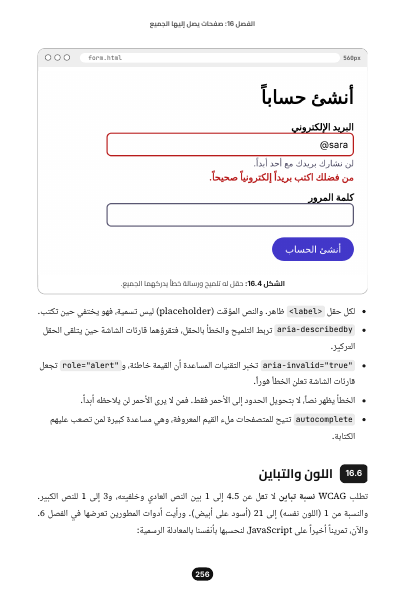 الفصل 16: صفحات يصل إليها الجميع
form.html
560px
أنشئ حساباً
البريد الإلكتروني
@sara
لن نشارك بريدك مع أحد أبداً.
من فضلك اكتب بريداً إلكترونياً صحيحاً.
كلمة المرور
أنشئ الحساب
الشكل 16.4: حقل له تلميح ورسالة خطأ يدركهما الجميع.
• لكل حقل <label> ظاهر. والنص المؤقت (placeholder) ليس تسمية، فهو يختفي حين تكتب.
• aria-describedby تربط التلميح والخطأ بالحقل، فتقرؤهما قارئات الشاشة حين يتلقى الحقل
التركيز.
• aria-invalid="true" تخبر التقنيات المساعدة أن القيمة خاطئة، و role="alert" تجعل
قارئات الشاشة تعلن الخطأ فوراً.
• الخطأ يظهر نصاً، لا بتحويل الحدود إلى الأحمر فقط. فمن لا يرى الأحمر لن يلاحظه أبداً.
• autocomplete تتيح للمتصفحات ملء القيم المعروفة، وهي مساعدة كبيرة لمن تصعب عليهم
الكتابة.
16.6 اللون والتباين
تطلب WCAG نسبة تباين لا تقل عن 4.5 إلى 1 بين النص العادي وخلفيته، و3 إلى 1 للنص الكبير.
والنسبة من 1 (اللون نفسه) إلى 21 (أسود على أبيض). ورأيت أدوات المطورين تعرضها في الفصل 6.
والآن، تمريناً أخيراً على JavaScript لنحسبها بأنفسنا بالمعادلة الرسمية:
256